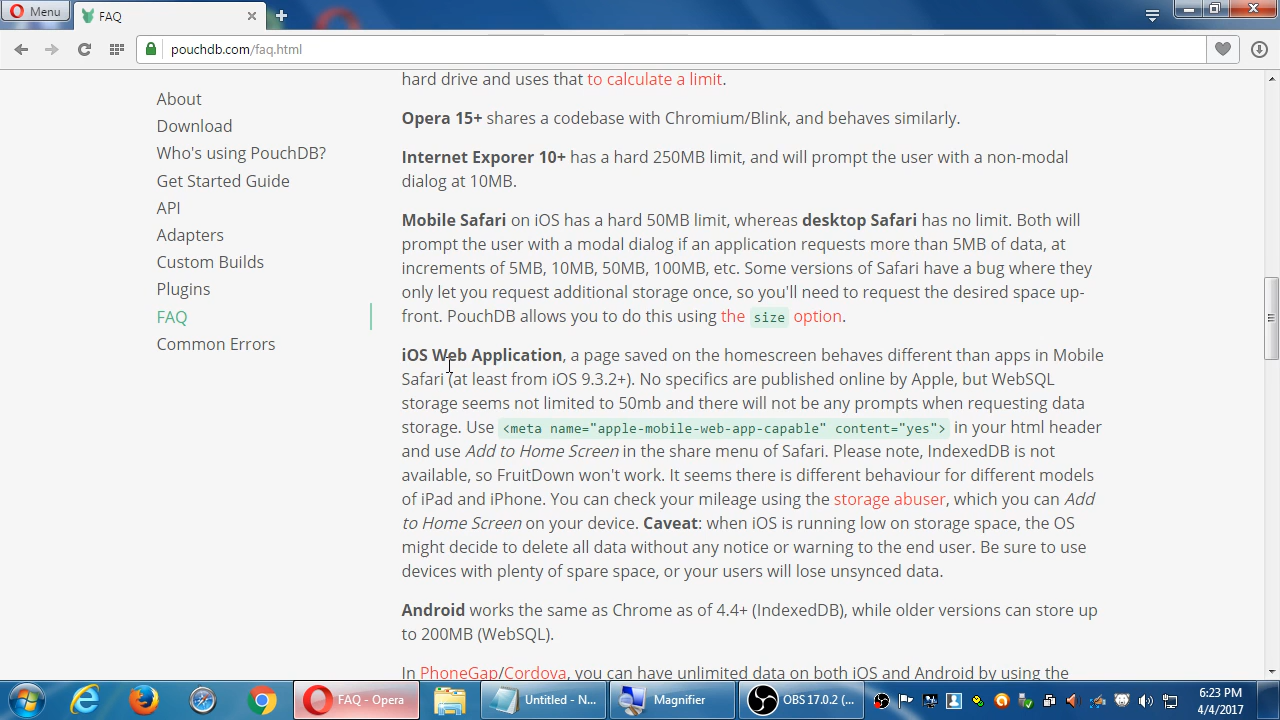 Menu
FAQ
pouchdb.com/faq.html
About
Download
Who's using PouchDB?
Get Started Guide
API
Adapters
Custom Builds
Plugins
FAQ
Common Errors
hard drive and uses that to calculate a limit.
Opera 15+ shares a codebase with Chromium/Blink, and behaves similarly.
Internet Exporer 10+ has a hard 250MB limit, and will prompt the user with a non-modal
dialog at 10MB.
Mobile Safari on iOS has a hard 50MB limit, whereas desktop Safari has no limit. Both will
prompt the user with a modal dialog if an application requests more than 5MB of data, at
increments of 5MB, 10MB, 50MB, 100MB, etc. Some versions of Safari have a bug where they
only let you request additional storage once, so you'll need to request the desired space up-
front. PouchDB allows you to do this using the size option.
iOS Web Application, a page saved on the homescreen behaves different than apps in Mobile
Safari (at least from iOS 9.3.2+). No specifics are published online by Apple, but WebSQL
storage seems not limited to 50mb and there will not be any prompts when requesting data
storage. Use <meta name="apple-mobile-web-app-capable" content="yes"> in your html header
and use Add to Home Screen in the share menu of Safari. Please note, IndexedDB is not
available, so FruitDown won't work. It seems there is different behaviour for different models
of iPad and iPhone. You can check your mileage using the storage abuser, which you can Add
to Home Screen on your device. Caveat: when iOS is running low on storage space, the OS
might decide to delete all data without any notice or warning to the end user. Be sure to use
devices with plenty of spare space, or your users will lose unsynced data.
Android works the same as Chrome as of 4.4+ (IndexedDB), while older versions can store up
to 200MB (WebSQL).
In PhoneGap/Cordova, you can have unlimited data on both iOS and Android by using the
FAQ - Opera
Untitled - N...
Magnifier
OBS 17.0.2 (...
6:23 PM
4/4/2017